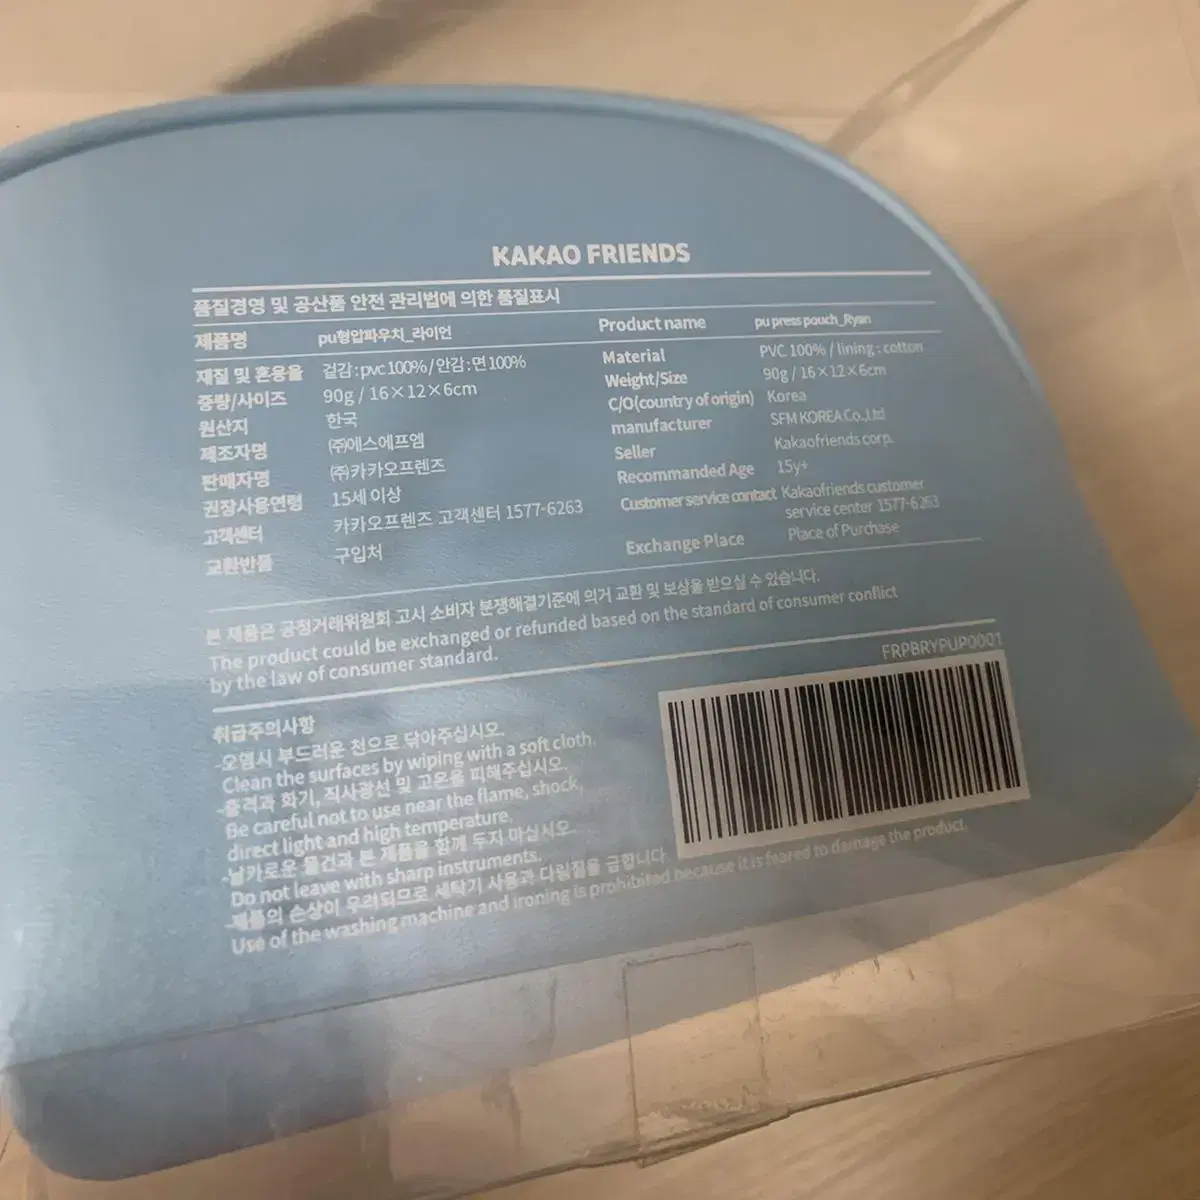 KAKAO FRIENDS
품질경영 및 공산품 안전 관리법에 의한 품질표시
제품명 pu형압파우치_라이언
재질 및 혼용율 겉감 : pvc 100% / 안감 : 면 100%
중량/사이즈 90g / 16×12×6cm
원산지 한국
제조자명 ㈜에스에프엠
판매자명 ㈜카카오프렌즈
권장사용연령 15세 이상
고객센터 카카오프렌즈 고객센터 1577-6263
교환반품 구입처
Product name pu press pouch_Ryan
Material PVC 100% / lining : cotton
Weight/Size 90g / 16×12×6cm
C/O(country of origin) Korea
manufacturer SFM KOREA Co.,Ltd
Seller Kakaofriends corp.
Recommanded Age 15y+
Customer service contact Kakaofriends customer
service center 1577-6263
Exchange Place Place of Purchase
본 제품은 공정거래위원회 고시 소비자 분쟁해결기준에 의거 교환 및 보상을 받으실 수 있습니다.
The product could be exchanged or refunded based on the standard of consumer conflict
by the law of consumer standard.
FRPBRYPUP0001
취급주의사항
-오염시 부드러운 천으로 닦아주십시오.
Clean the surfaces by wiping with a soft cloth.
-충격과 화기, 직사광선 및 고온을 피해주십시오.
Be careful not to use near the flame, shock,
direct light and high temperature.
-날카로운 물건과 본 제품을 함께 두지 마십시오.
Do not leave with sharp instruments.
-제품의 손상이 우려되므로 세탁기 사용과 다림질을 금합니다.
Use of the washing machine and ironing is prohibited because it is feared to damage the product.